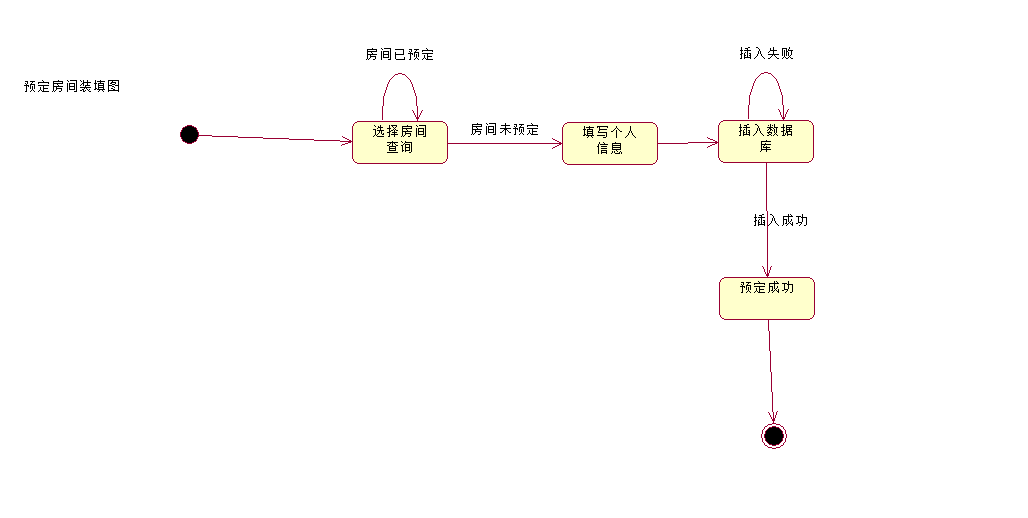 房间已预定
插入失败
预定房间装填图
选择房间
查询
房间未预定
填写个人
信息
插入数据
库
插入成功
预定成功